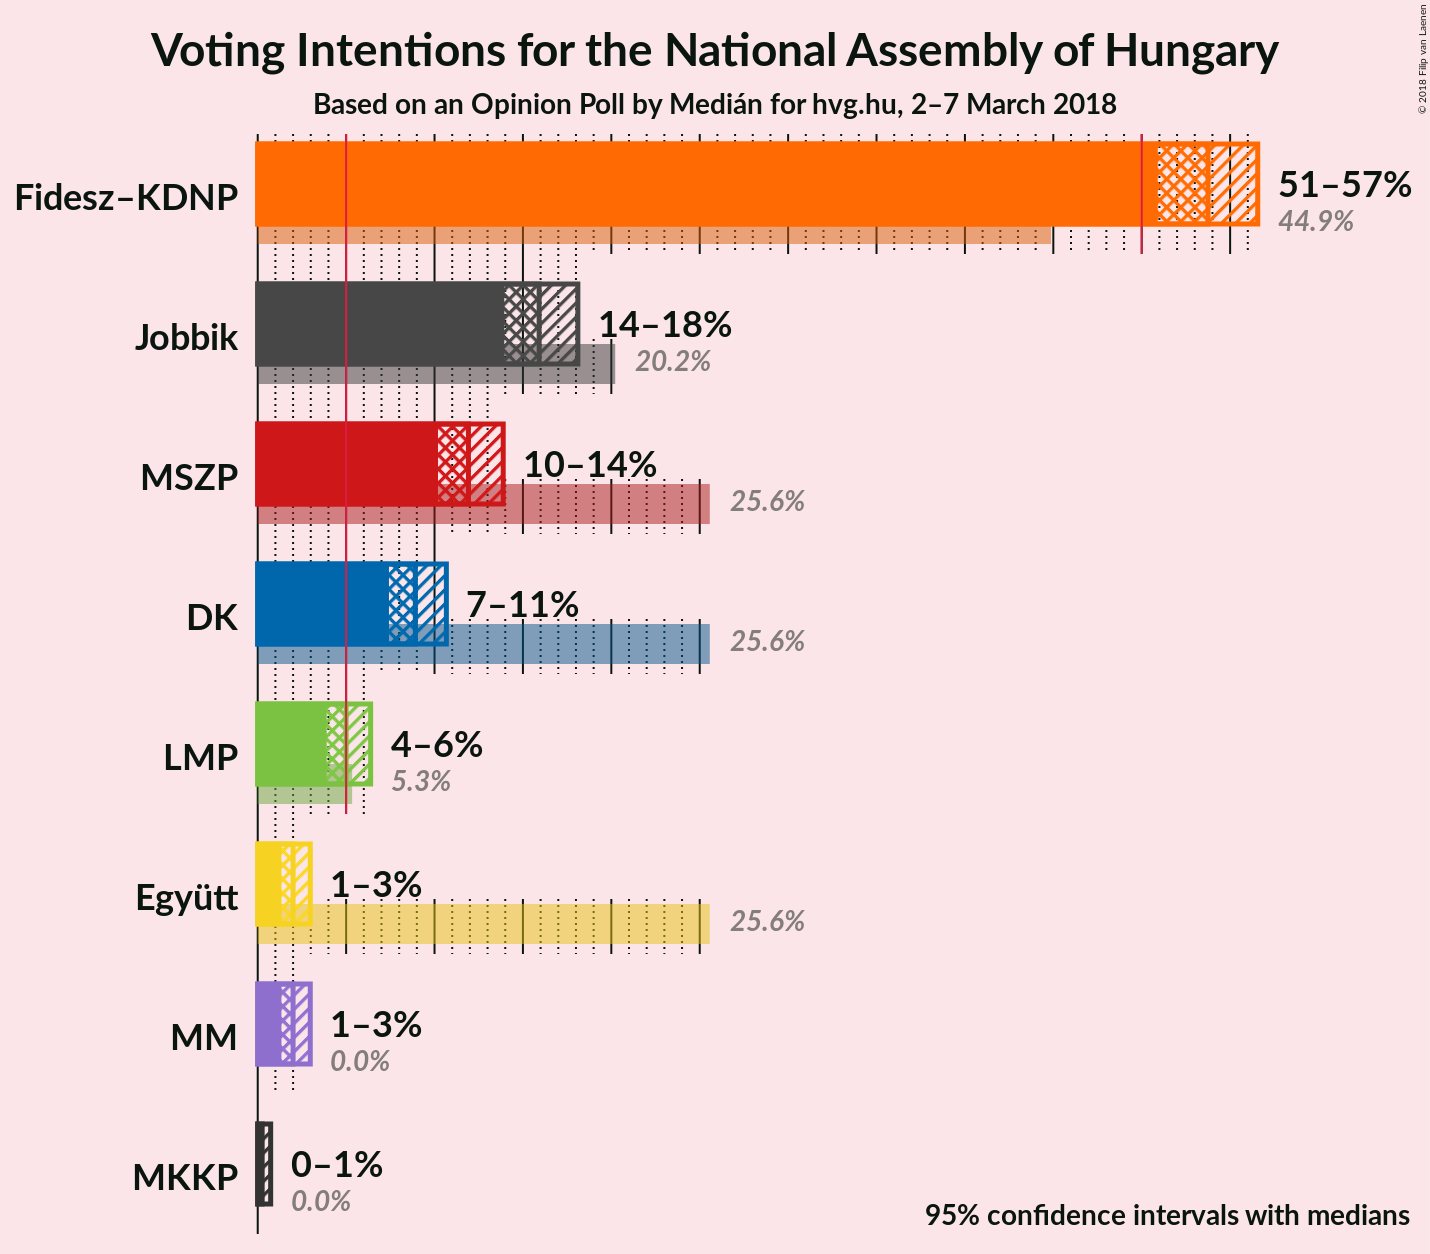 Voting Intentions for the National Assembly of Hungary
Based on an Opinion Poll by Medián for hvg.hu, 2–7 March 2018
© 2018 Filip van Laenen
Fidesz–KDNP
51–57%
44.9%
Jobbik
14–18%
20.2%
MSZP
10–14%
25.6%
DK
7–11%
25.6%
LMP
4–6%
5.3%
Együtt
1–3%
25.6%
MM
1–3%
0.0%
MKKP
0–1%
0.0%
95% confidence intervals with medians